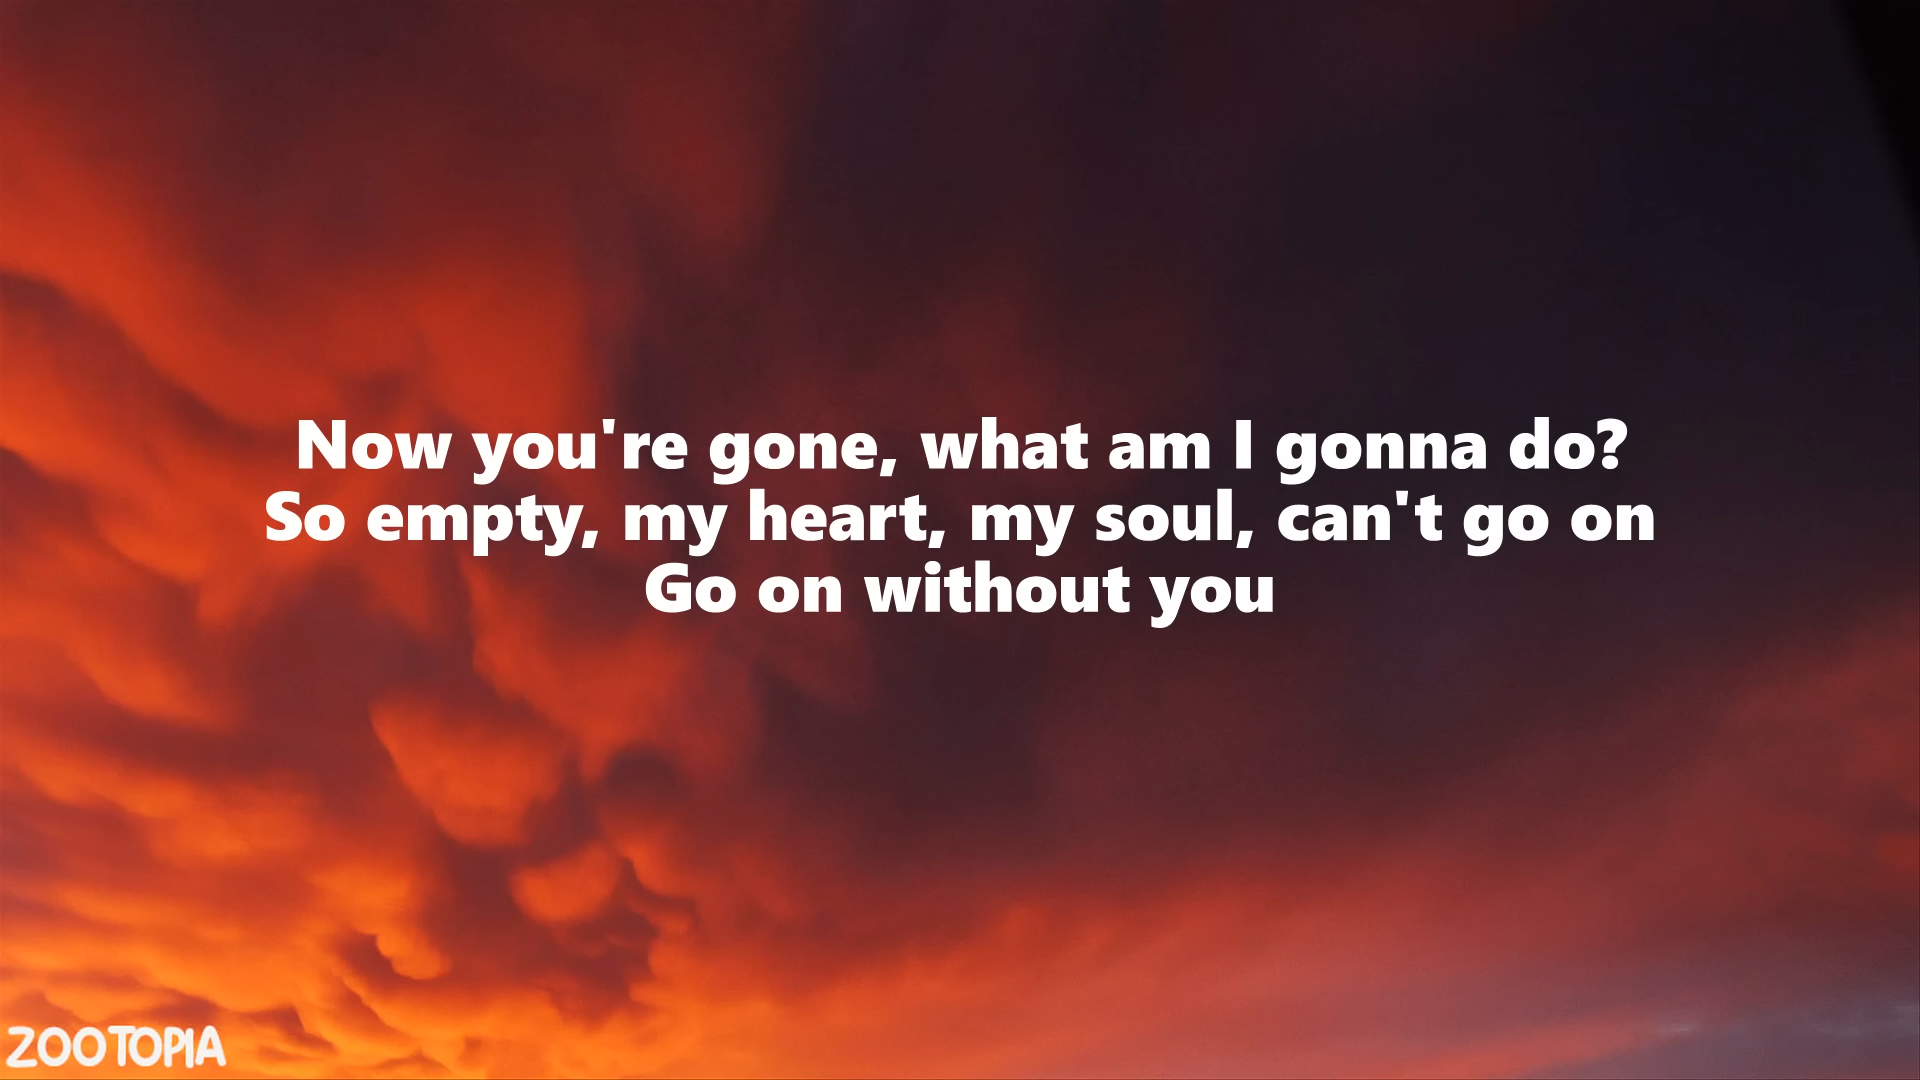 Now you're gone, what am I gonna do?
So empty, my heart, my soul, can't go on
Go on without you
ZOOTOPIA